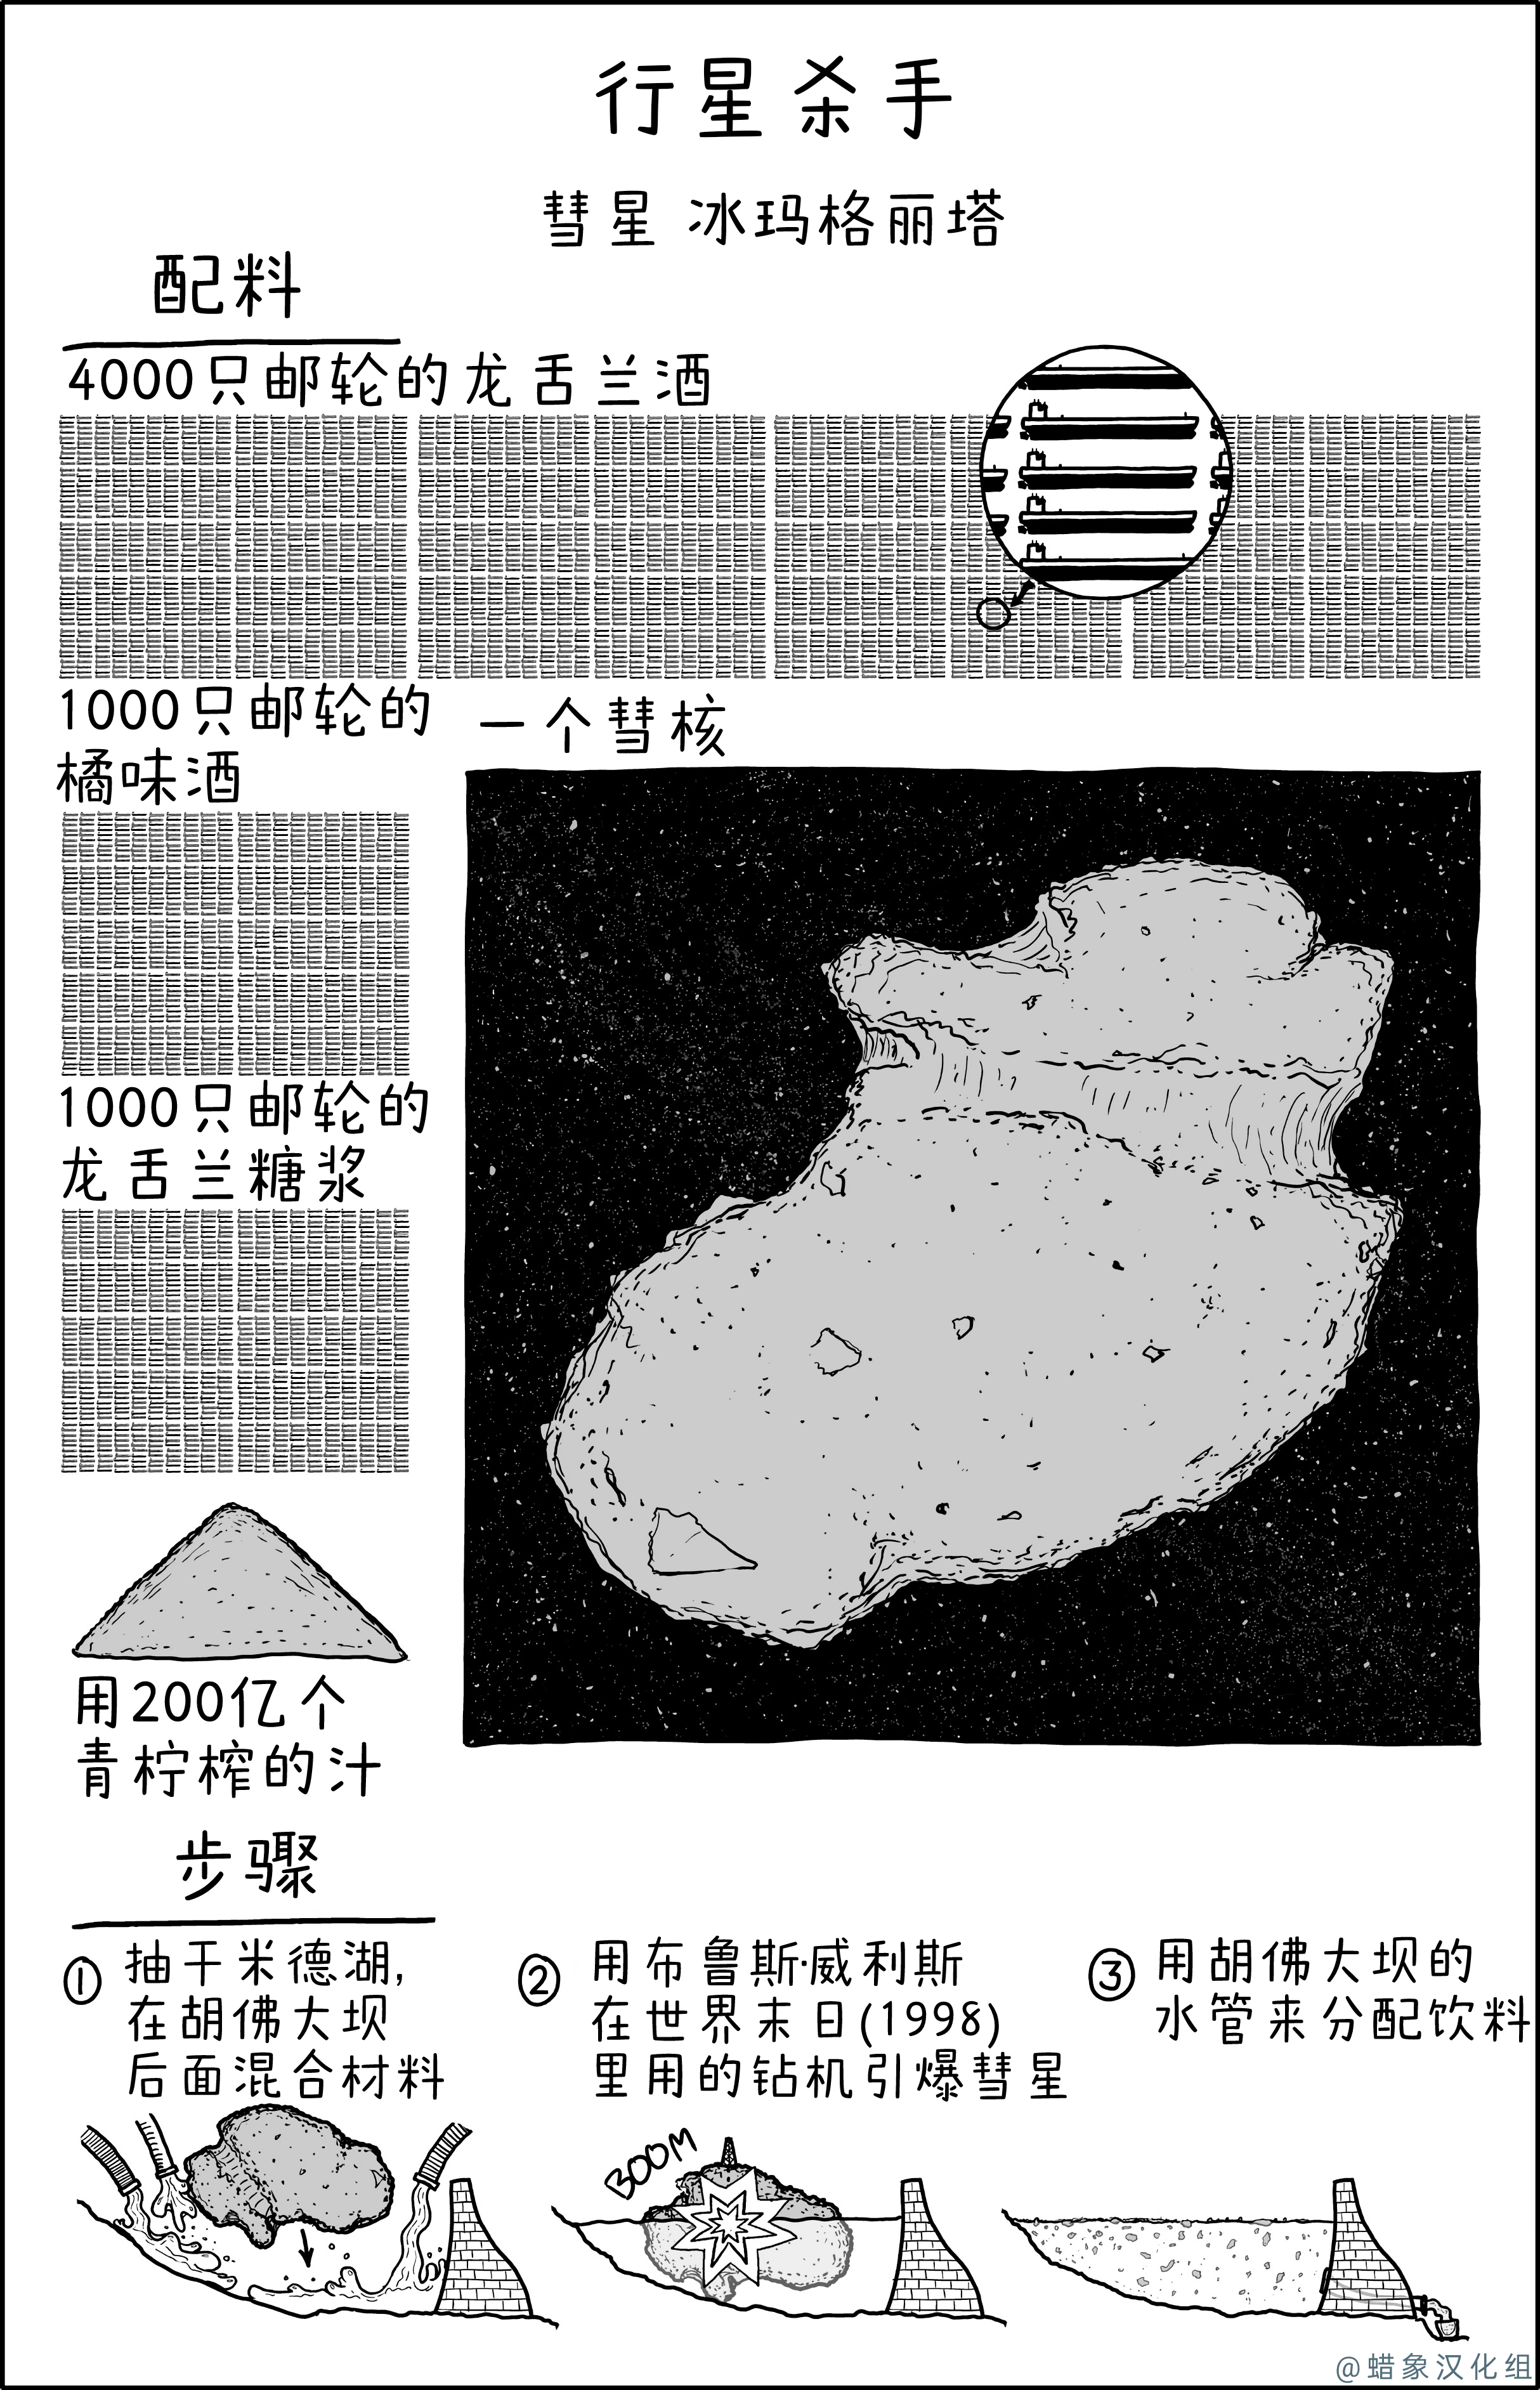 行星杀手
彗星 冰玛格丽塔
配料
4000只邮轮的龙舌兰酒
1000只邮轮的
橘味酒
一个彗核
1000只邮轮的
龙舌兰糖浆
用200亿个
青柠榨的汁
步骤
① 抽干米德湖,
在胡佛大坝
后面混合材料
② 用布鲁斯·威利斯
在世界末日(1998)
里用的钻机引爆彗星
③ 用胡佛大坝的
水管来分配饮料
BOOM
@蜡象汉化组